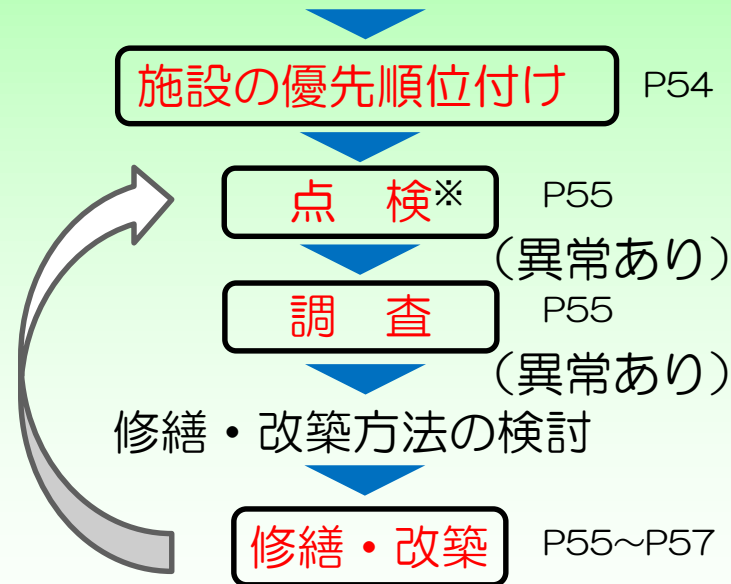 施設の優先順位付け P54
点　検※ P55
（異常あり）
調　査 P55
（異常あり）
修繕・改築方法の検討
修繕・改築 P55～P57